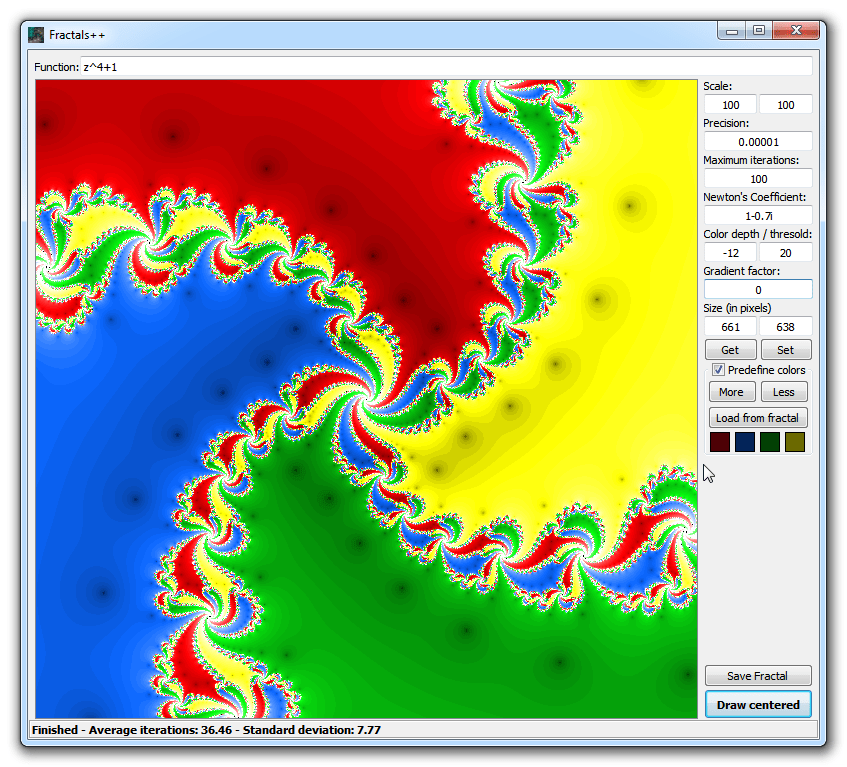 Fractals++
Function: z^4+1
Scale:
100 100
Precision:
0.00001
Maximum iterations:
100
Newton's Coefficient:
1-0.7i
Color depth / thresold:
-12 20
Gradient factor:
0
Size (in pixels)
661 638
Get Set
Predefine colors
More Less
Load from fractal
Save Fractal
Draw centered
Finished - Average iterations: 36.46 - Standard deviation: 7.77